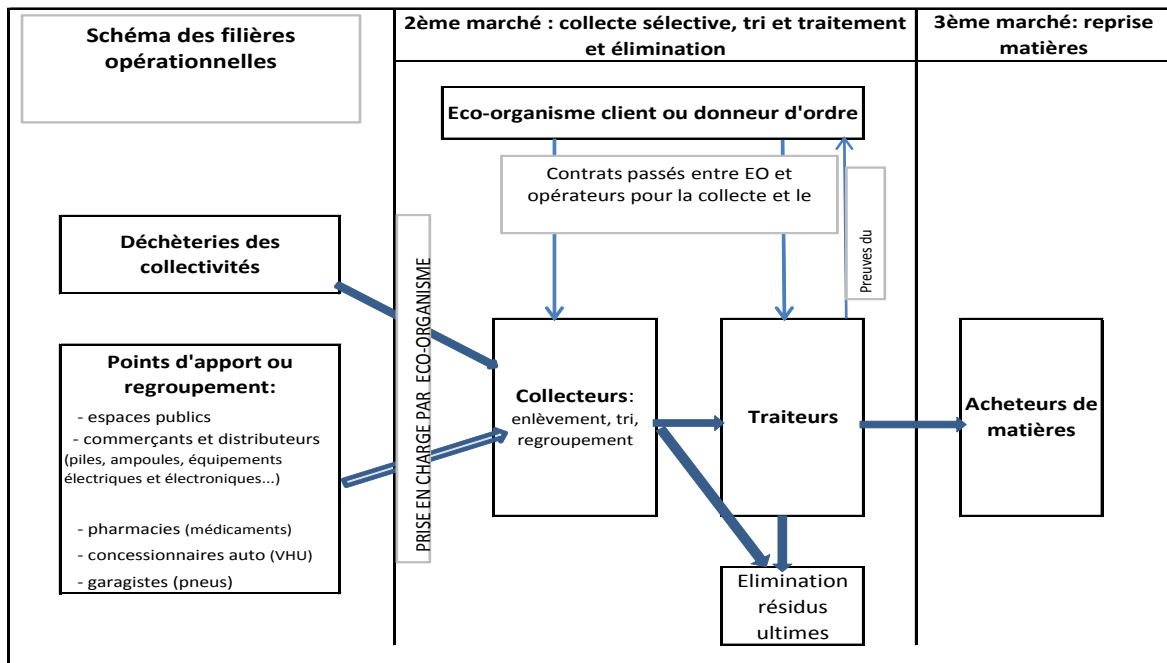 Schéma des filières
opérationnelles
2ème marché : collecte sélective, tri et traitement
et élimination
3ème marché: reprise
matières
Eco-organisme client ou donneur d'ordre
Contrats passés entre EO et
opérateurs pour la collecte et le
Preuves du
Déchèteries des
collectivités
PRISE EN CHARGE PAR ECO-ORGANISME
Points d'apport ou
regroupement:
- espaces publics
- commerçants et distributeurs
(piles, ampoules, équipements
électriques et électroniques...)
- pharmacies (médicaments)
- concessionnaires auto (VHU)
- garagistes (pneus)
Collecteurs:
enlèvement, tri,
regroupement
Traiteurs
Acheteurs de
matières
Elimination
résidus
ultimes